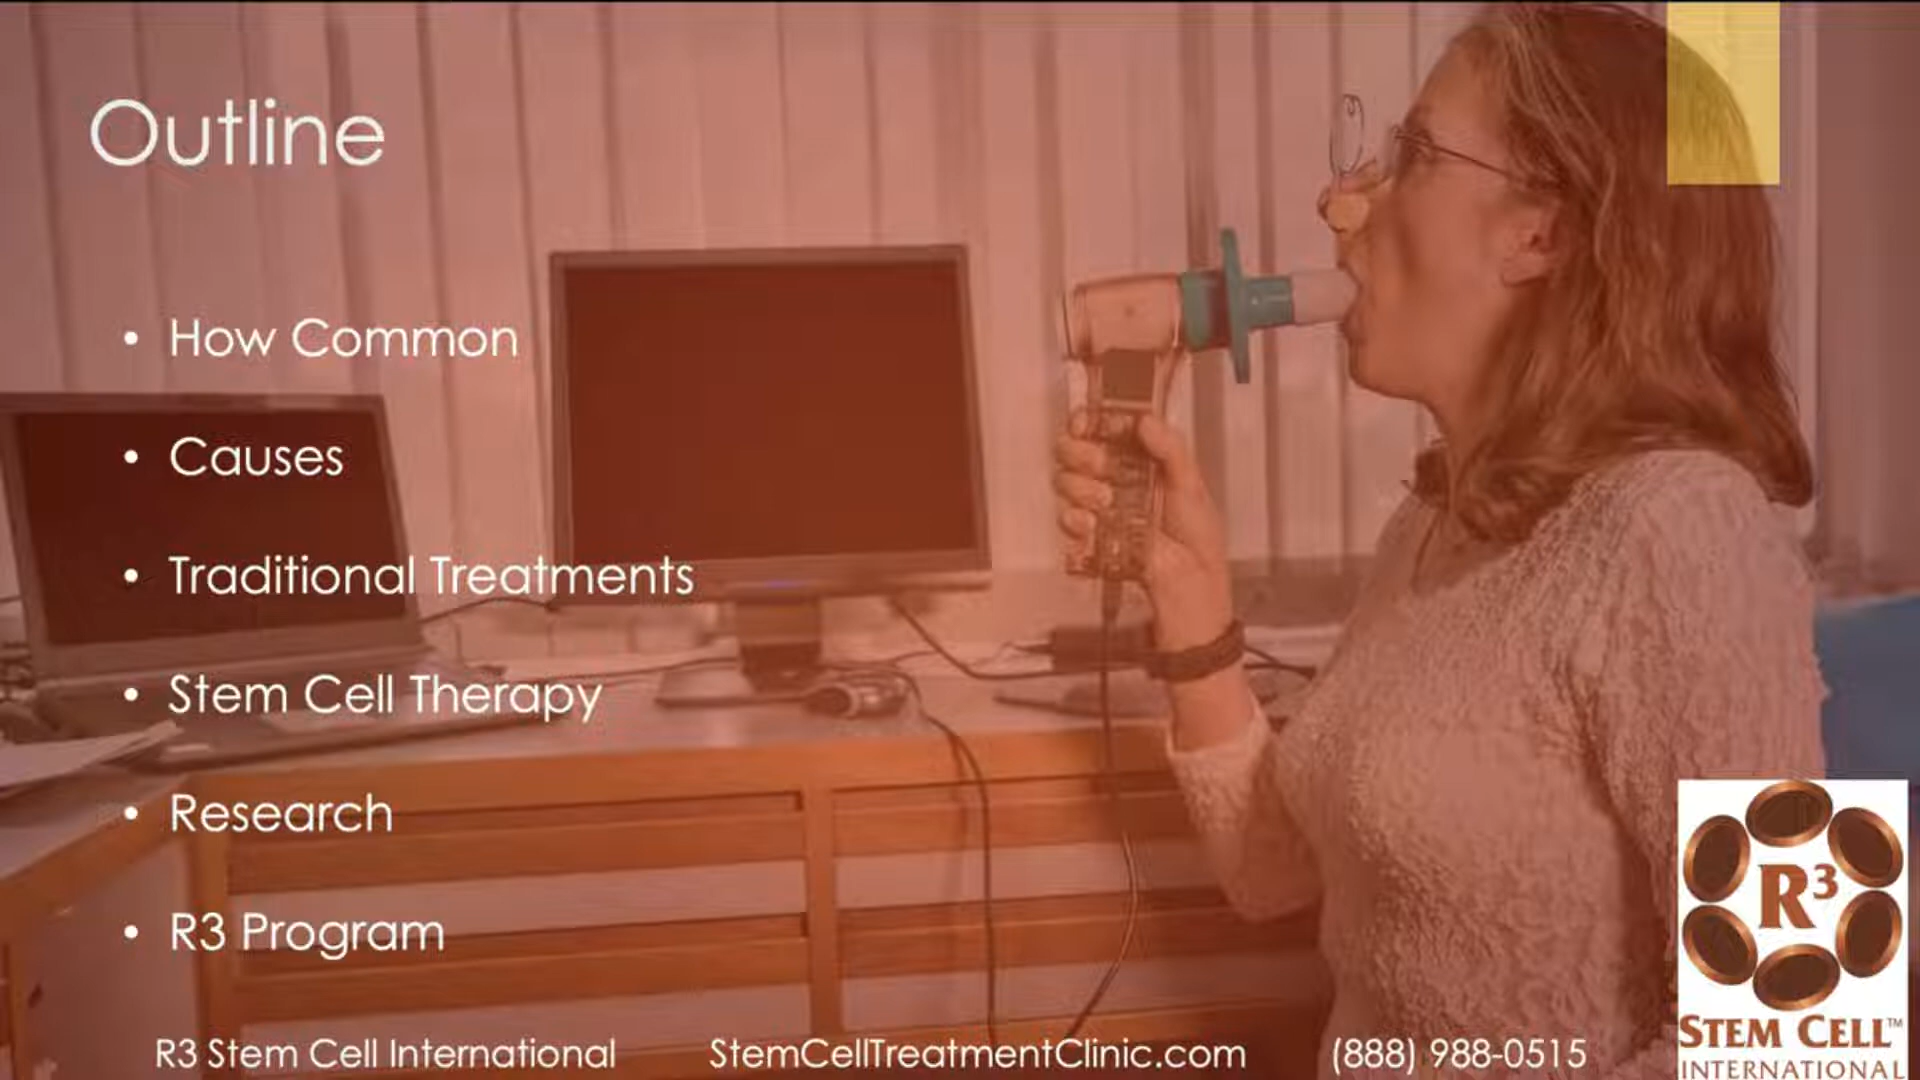 Outline
• How Common
• Causes
• Traditional Treatments
• Stem Cell Therapy
• Research
• R3 Program
R3 Stem Cell International StemCellTreatmentClinic.com (888) 988-0515
R³
STEM CELL™
INTERNATIONAL